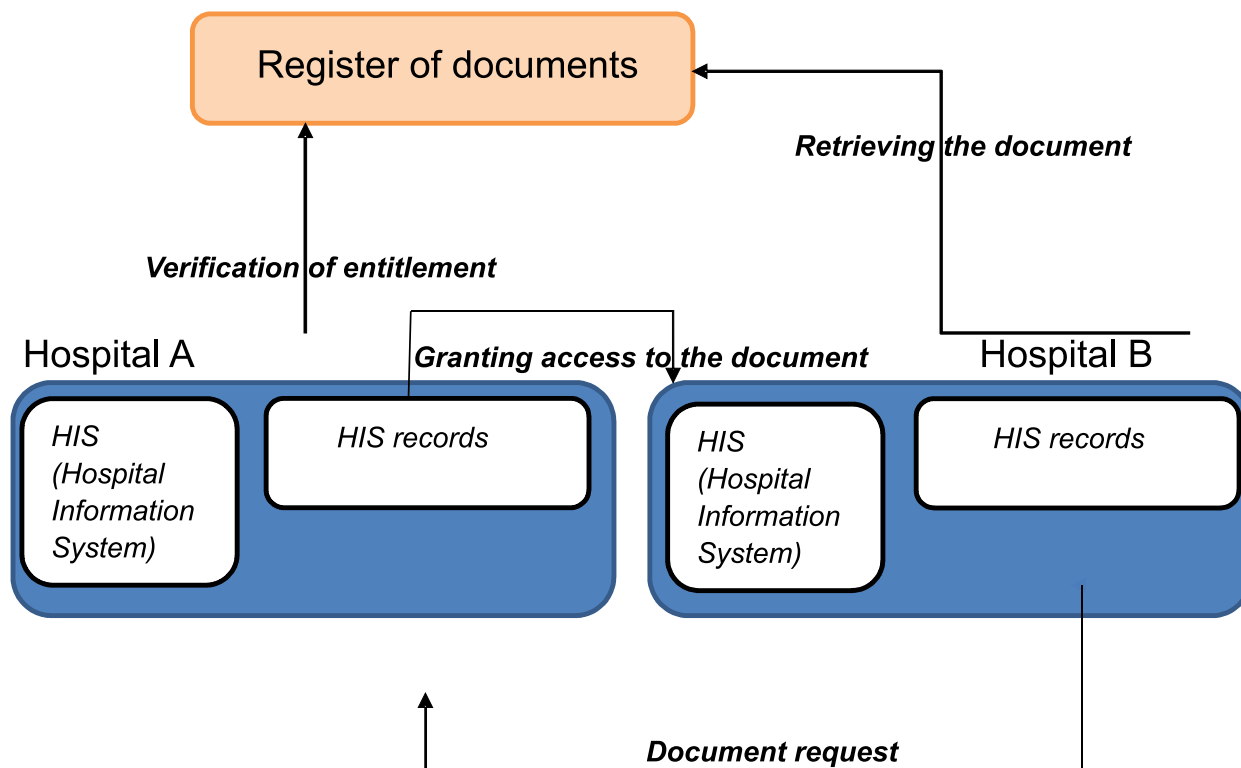 Register of documents
Retrieving the document
Verification of entitlement
Hospital A
Granting access to the document
Hospital B
HIS
(Hospital
Information
System)
HIS records
HIS
(Hospital
Information
System)
HIS records
Document request